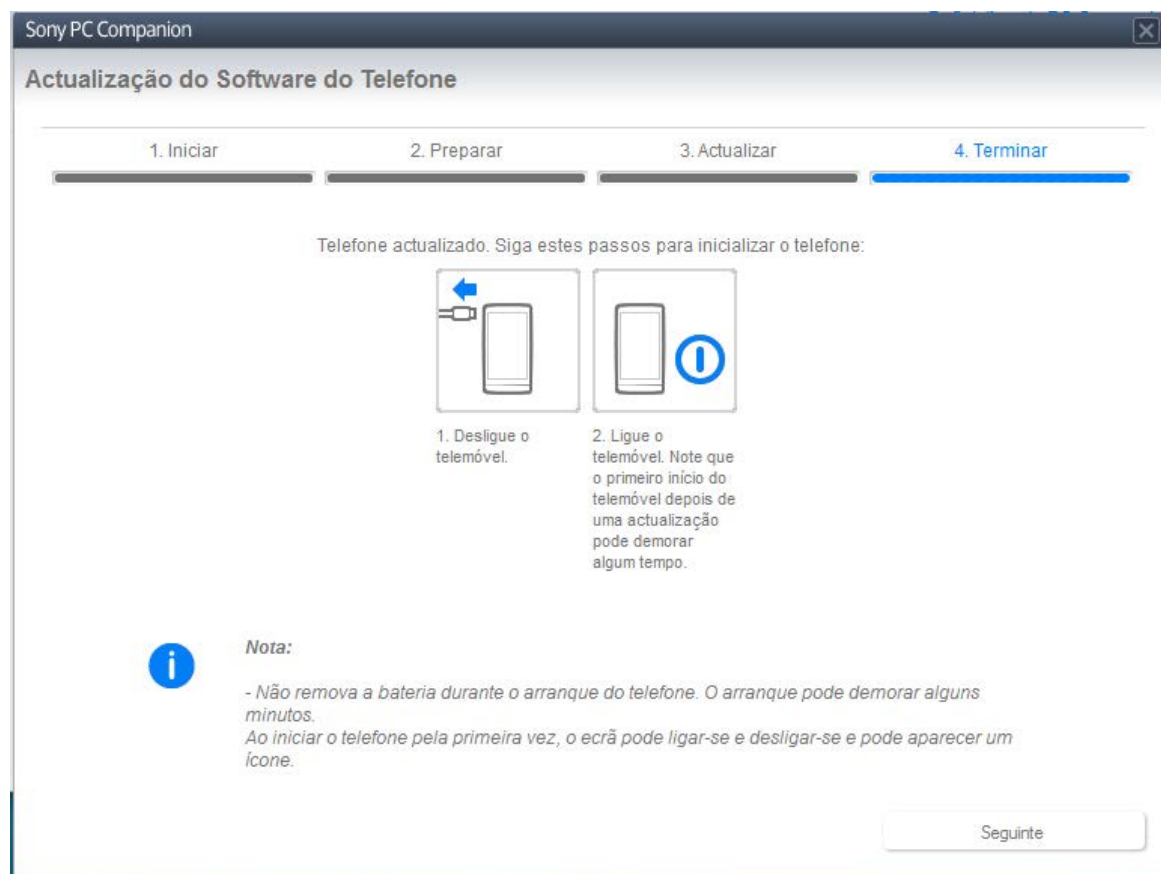 Sony PC Companion
Actualização do Software do Telefone
1. Iniciar
2. Preparar
3. Actualizar
4. Terminar
Telefone actualizado. Siga estes passos para inicializar o telefone:
1. Desligue o
telemóvel.
2. Ligue o
telemóvel. Note que
o primeiro início do
telemóvel depois de
uma actualização
pode demorar
algum tempo.
Nota:
- Não remova a bateria durante o arranque do telefone. O arranque pode demorar alguns
minutos.
Ao iniciar o telefone pela primeira vez, o ecrã pode ligar-se e desligar-se e pode aparecer um
ícone.
Seguinte